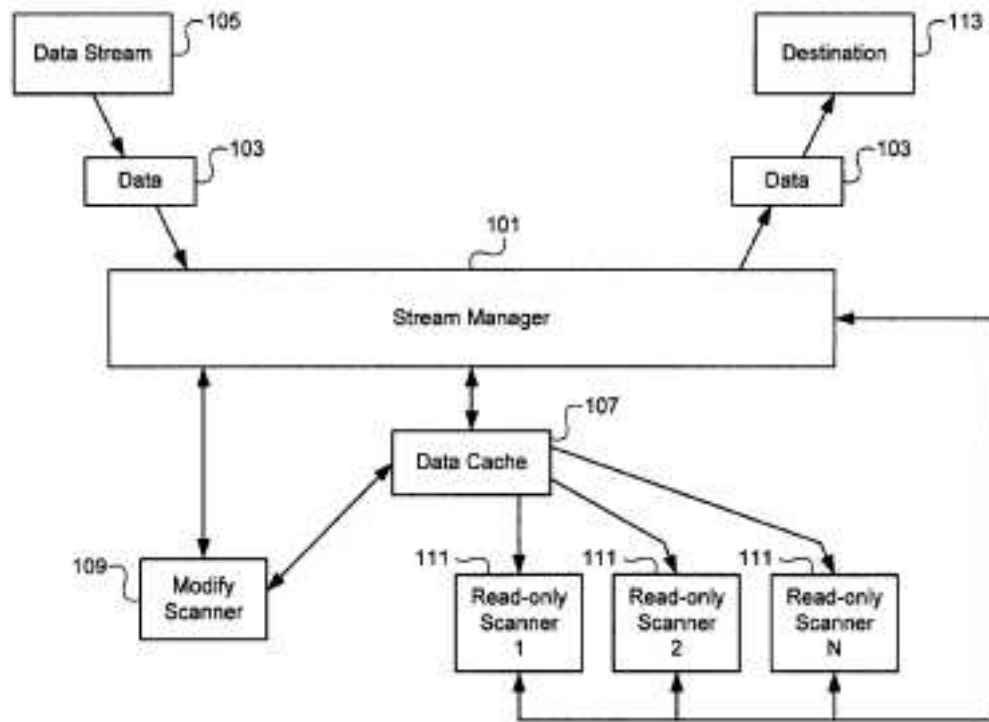 Data Stream
105
113
Destination
103
Data
103
Data
101
Stream Manager
107
Data Cache
109
Modify
Scanner
111
Read-only
Scanner
1
111
Read-only
Scanner
2
111
Read-only
Scanner
N